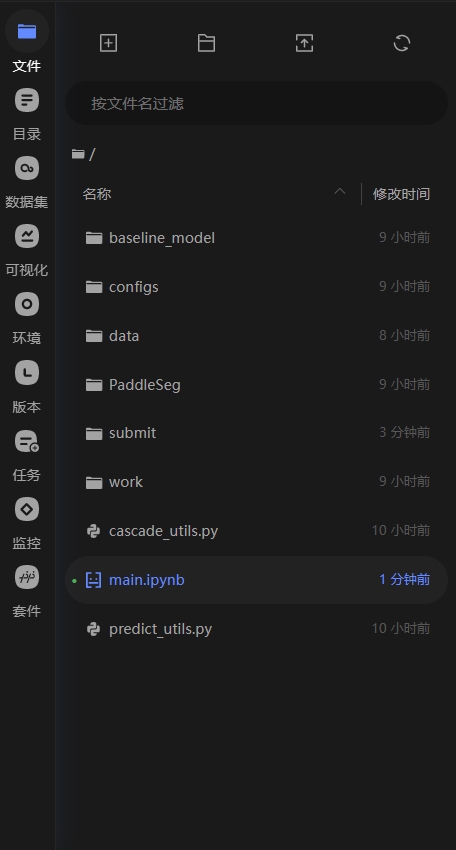 文件
目录
数据集
可视化
环境
版本
任务
监控
套件
按文件名过滤
/
名称 修改时间
baseline_model 9 小时前
configs 9 小时前
data 8 小时前
PaddleSeg 9 小时前
submit 3 分钟前
work 9 小时前
cascade_utils.py 10 小时前
main.ipynb 1 分钟前
predict_utils.py 10 小时前